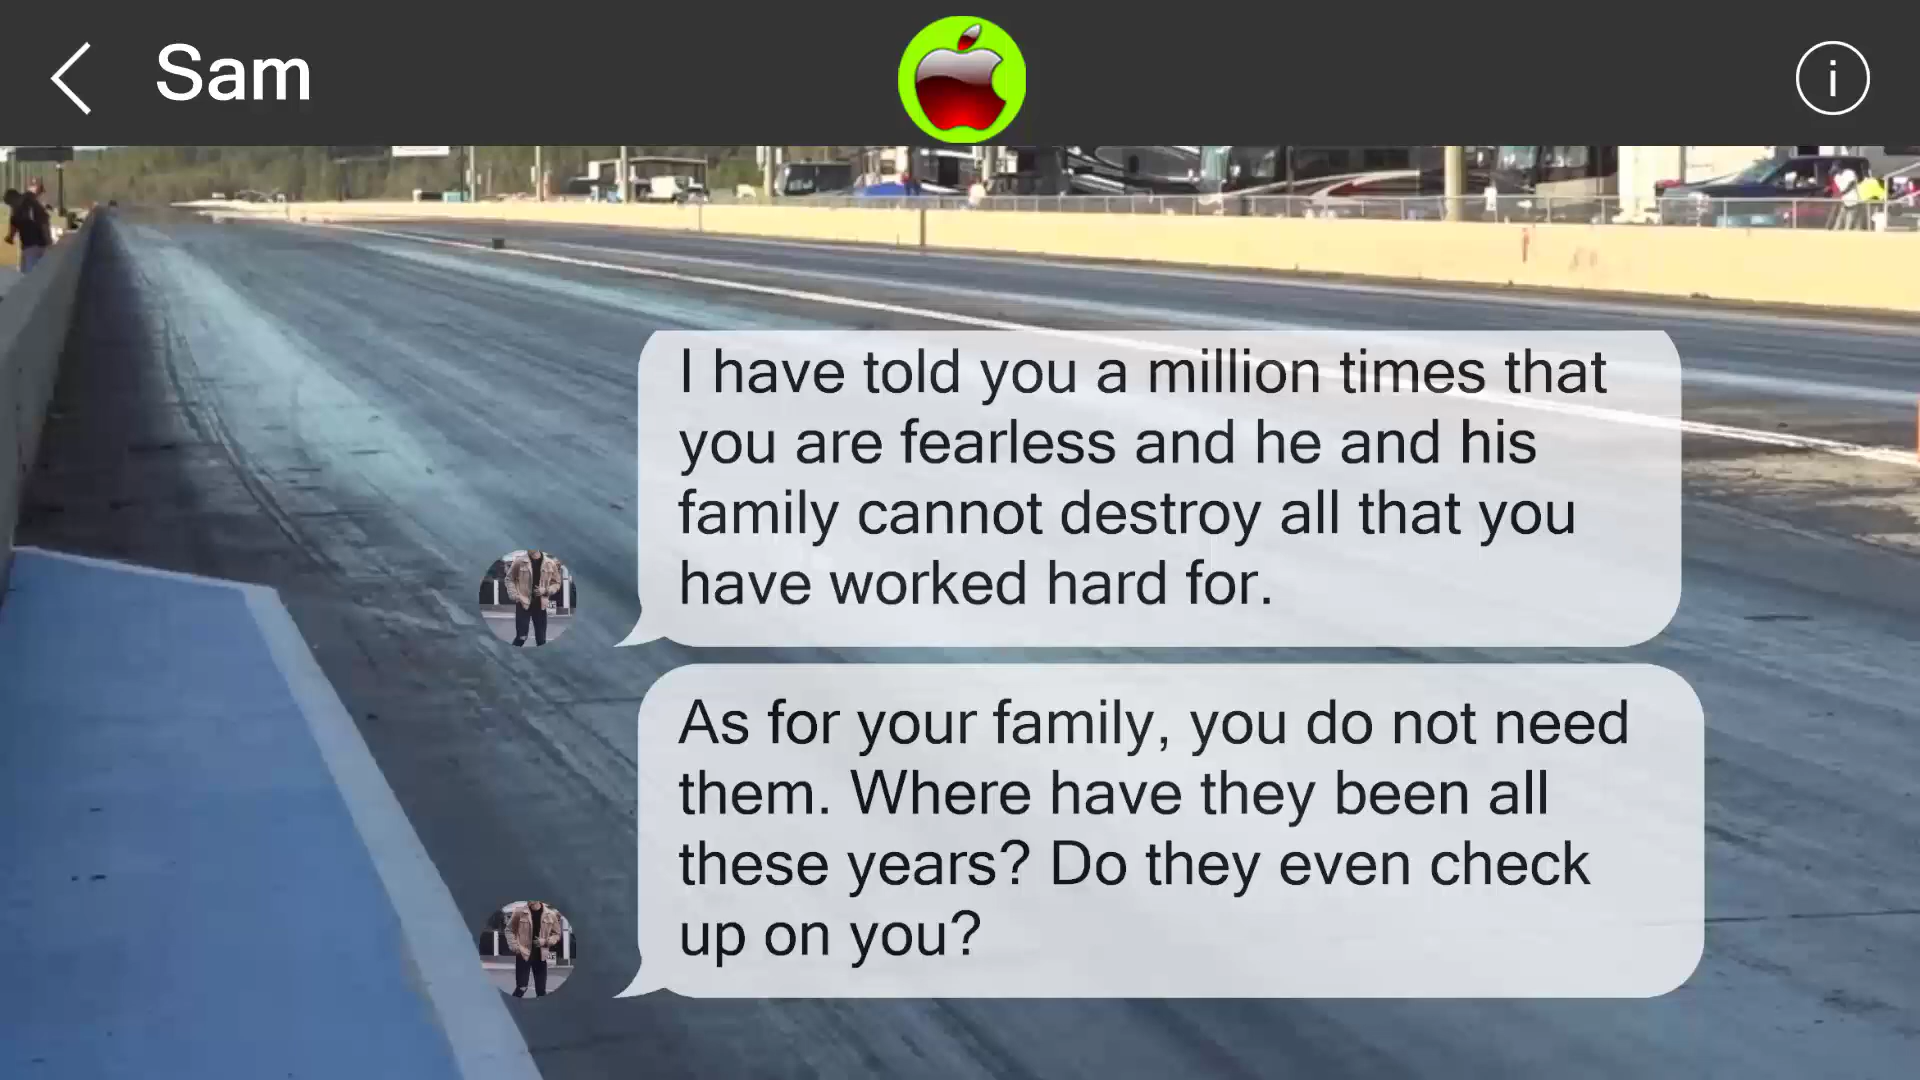 Sam
i
I have told you a million times that
you are fearless and he and his
family cannot destroy all that you
have worked hard for.
As for your family, you do not need
them. Where have they been all
these years? Do they even check
up on you?